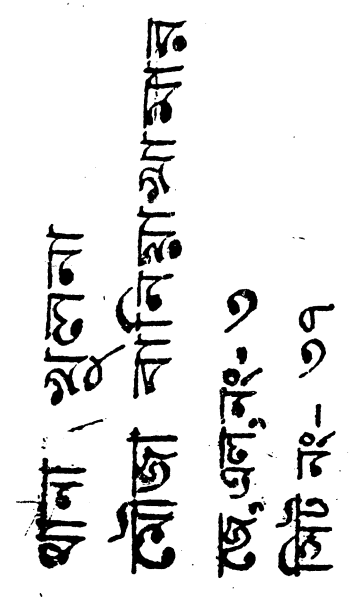 থানা খুলনা
মৌজা বানিয়াখামার
জে, এল, নং- ৩
সিট নং- ৩৭